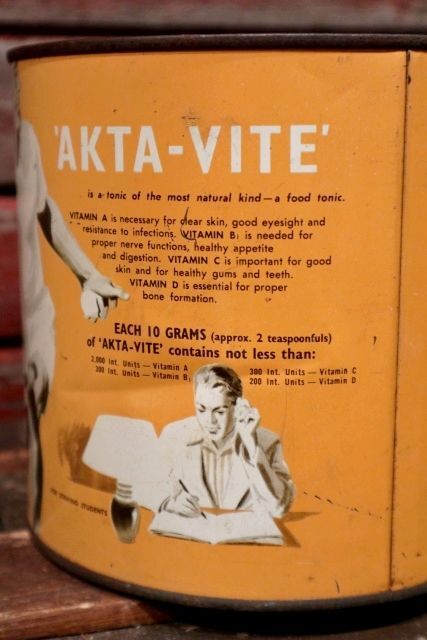 'AKTA-VITE'
is a tonic of the most natural kind—a food tonic.
VITAMIN A is necessary for clear skin, good eyesight and
resistance to infections. VITAMIN B₁ is needed for
proper nerve functions, healthy appetite
and digestion. VITAMIN C is important for good
skin and for healthy gums and teeth.
VITAMIN D is essential for proper
bone formation.
EACH 10 GRAMS (approx. 2 teaspoonfuls)
of 'AKTA-VITE' contains not less than:
2,000 Int. Units — Vitamin A
300 Int. Units — Vitamin B₁
300 Int. Units — Vitamin C
200 Int. Units — Vitamin D
FOR STRIVING STUDENTS